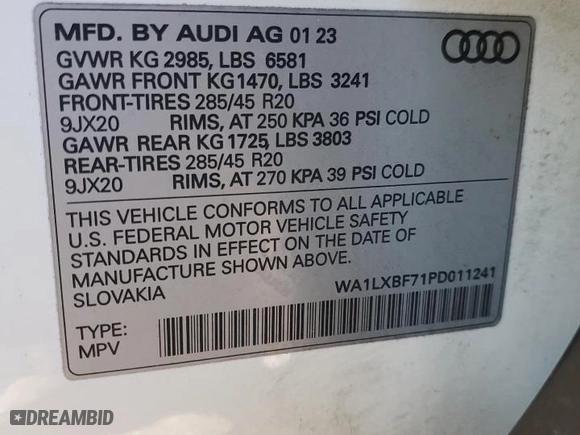 MFD. BY AUDI AG 01 23
GVWR KG 2985, LBS 6581
GAWR FRONT KG 1470, LBS 3241
FRONT-TIRES 285/45 R20
9JX20 RIMS, AT 250 KPA 36 PSI COLD
GAWR REAR KG 1725, LBS 3803
REAR-TIRES 285/45 R20
9JX20 RIMS, AT 270 KPA 39 PSI COLD
THIS VEHICLE CONFORMS TO ALL APPLICABLE
U.S. FEDERAL MOTOR VEHICLE SAFETY
STANDARDS IN EFFECT ON THE DATE OF
MANUFACTURE SHOWN ABOVE.
SLOVAKIA
WA1LXBF71PD011241
TYPE:
MPV
DREAMBID